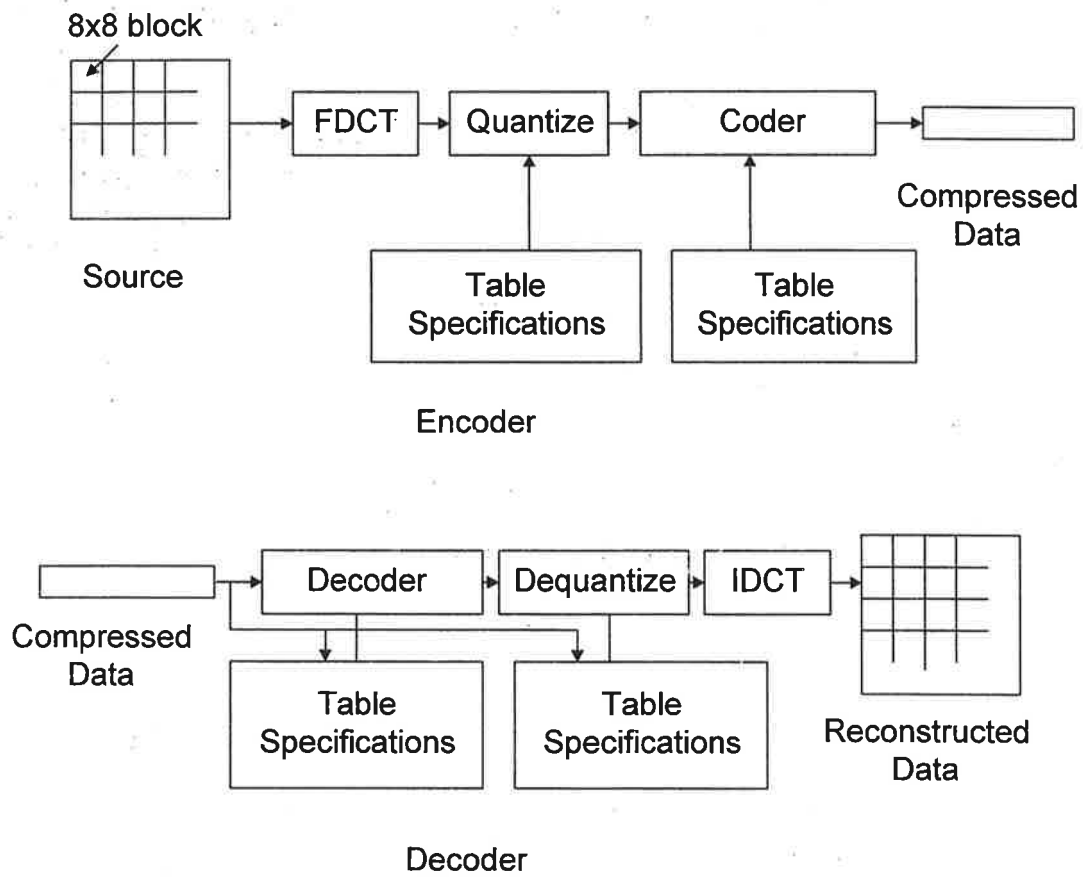 8x8 block
FDCT
Quantize
Coder
Compressed
Data
Source
Table
Specifications
Table
Specifications
Encoder
Decoder
Dequantize
IDCT
Compressed
Data
Table
Specifications
Table
Specifications
Reconstructed
Data
Decoder